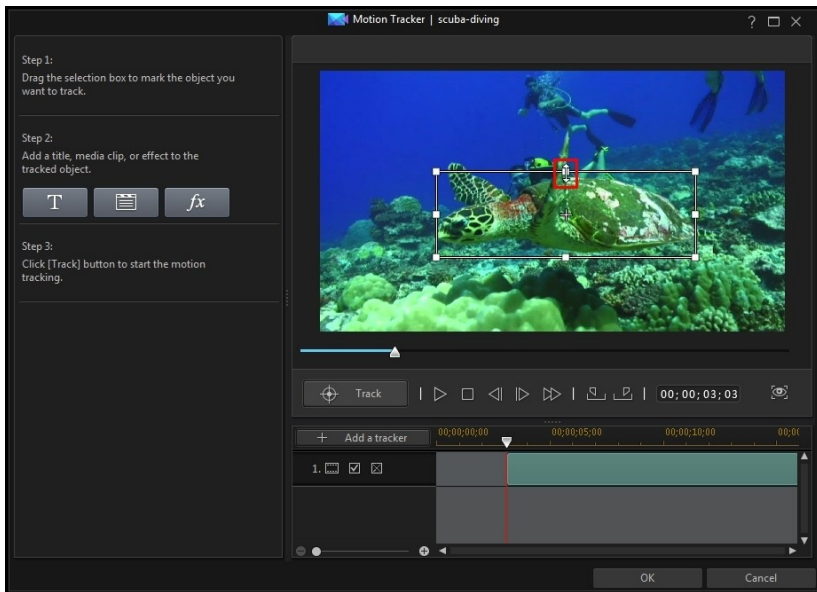 Motion Tracker | scuba-diving
?
Step 1:
Drag the selection box to mark the object you
want to track.
Step 2:
Add a title, media clip, or effect to the
tracked object.
T fx
Step 3:
Click [Track] button to start the motion
tracking.
Track 00;00;03;03
+ Add a tracker 00;00;00;00 00;00;05;00 00;00;10;00
1.
OK Cancel